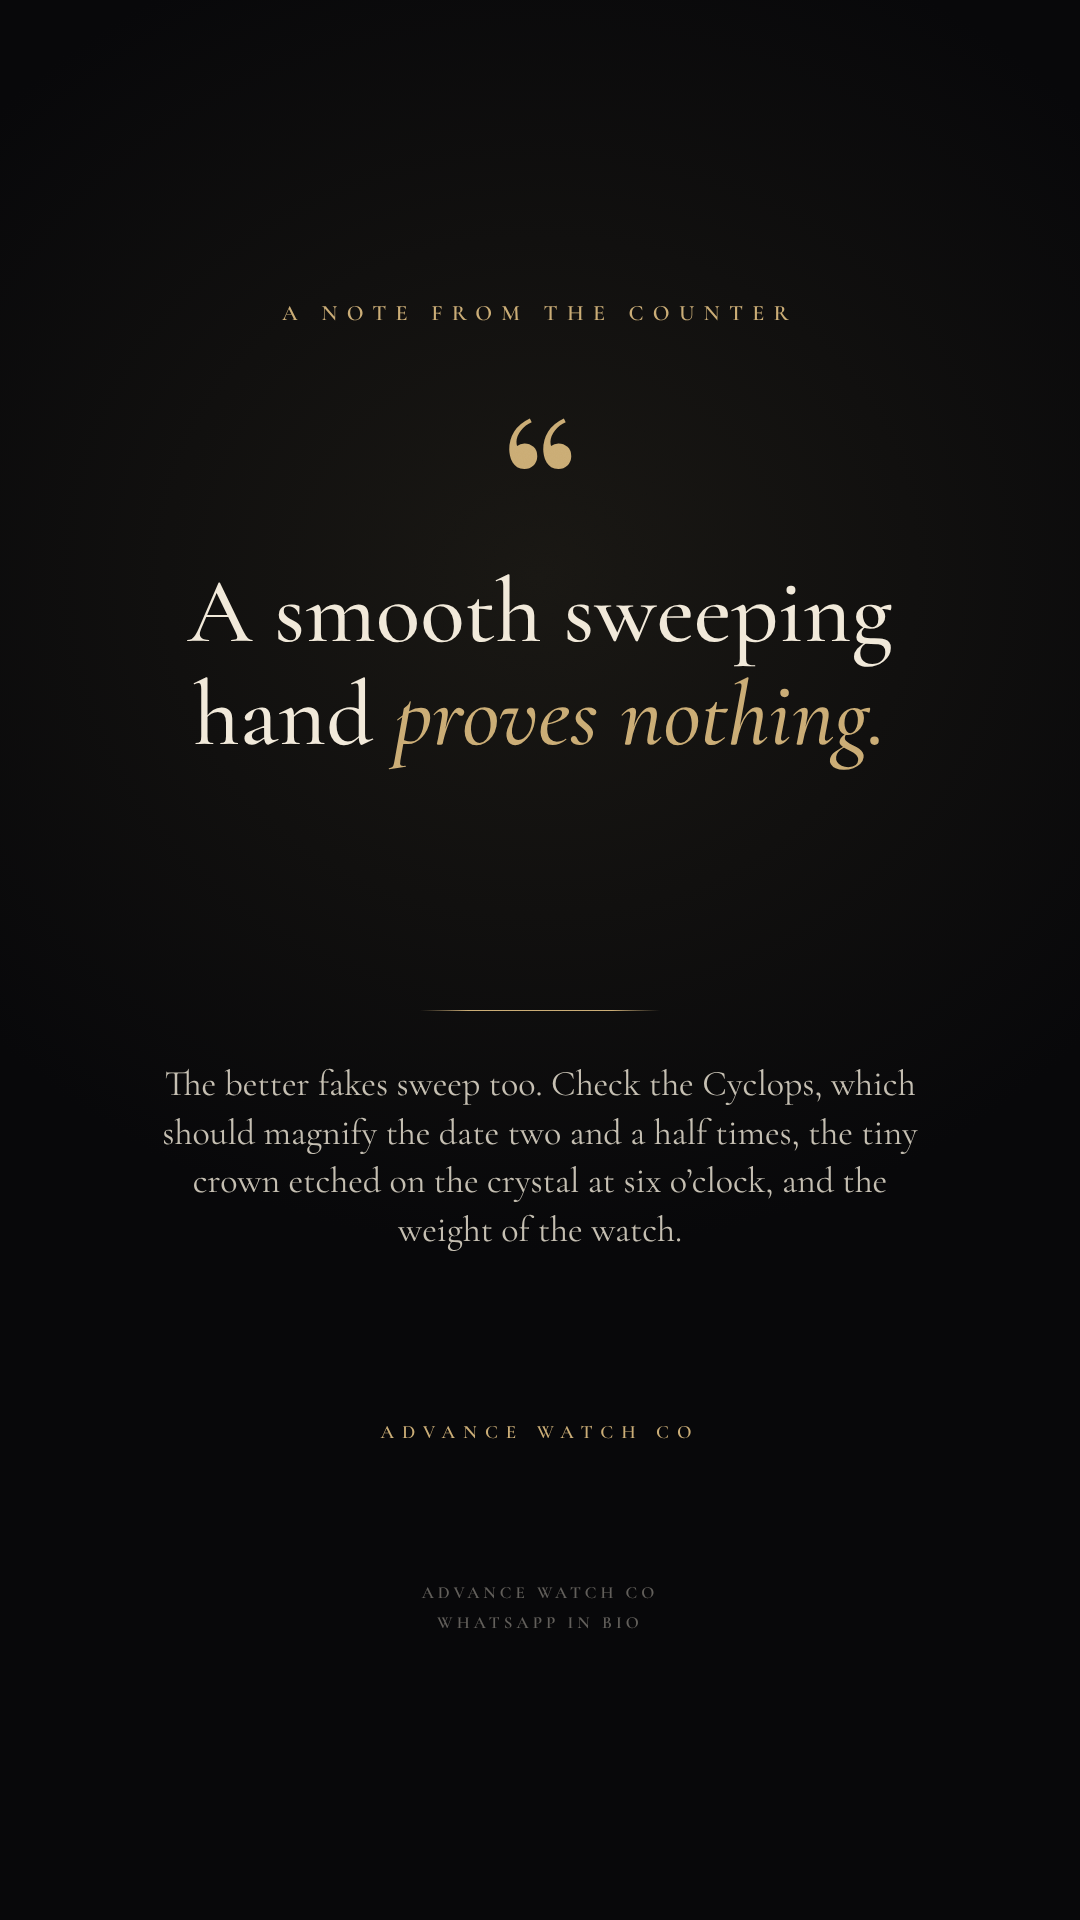 A NOTE FROM THE COUNTER
“
A smooth sweeping
hand proves nothing.
The better fakes sweep too. Check the Cyclops, which
should magnify the date two and a half times, the tiny
crown etched on the crystal at six o’clock, and the
weight of the watch.
ADVANCE WATCH CO
ADVANCE WATCH CO
WHATSAPP IN BIO